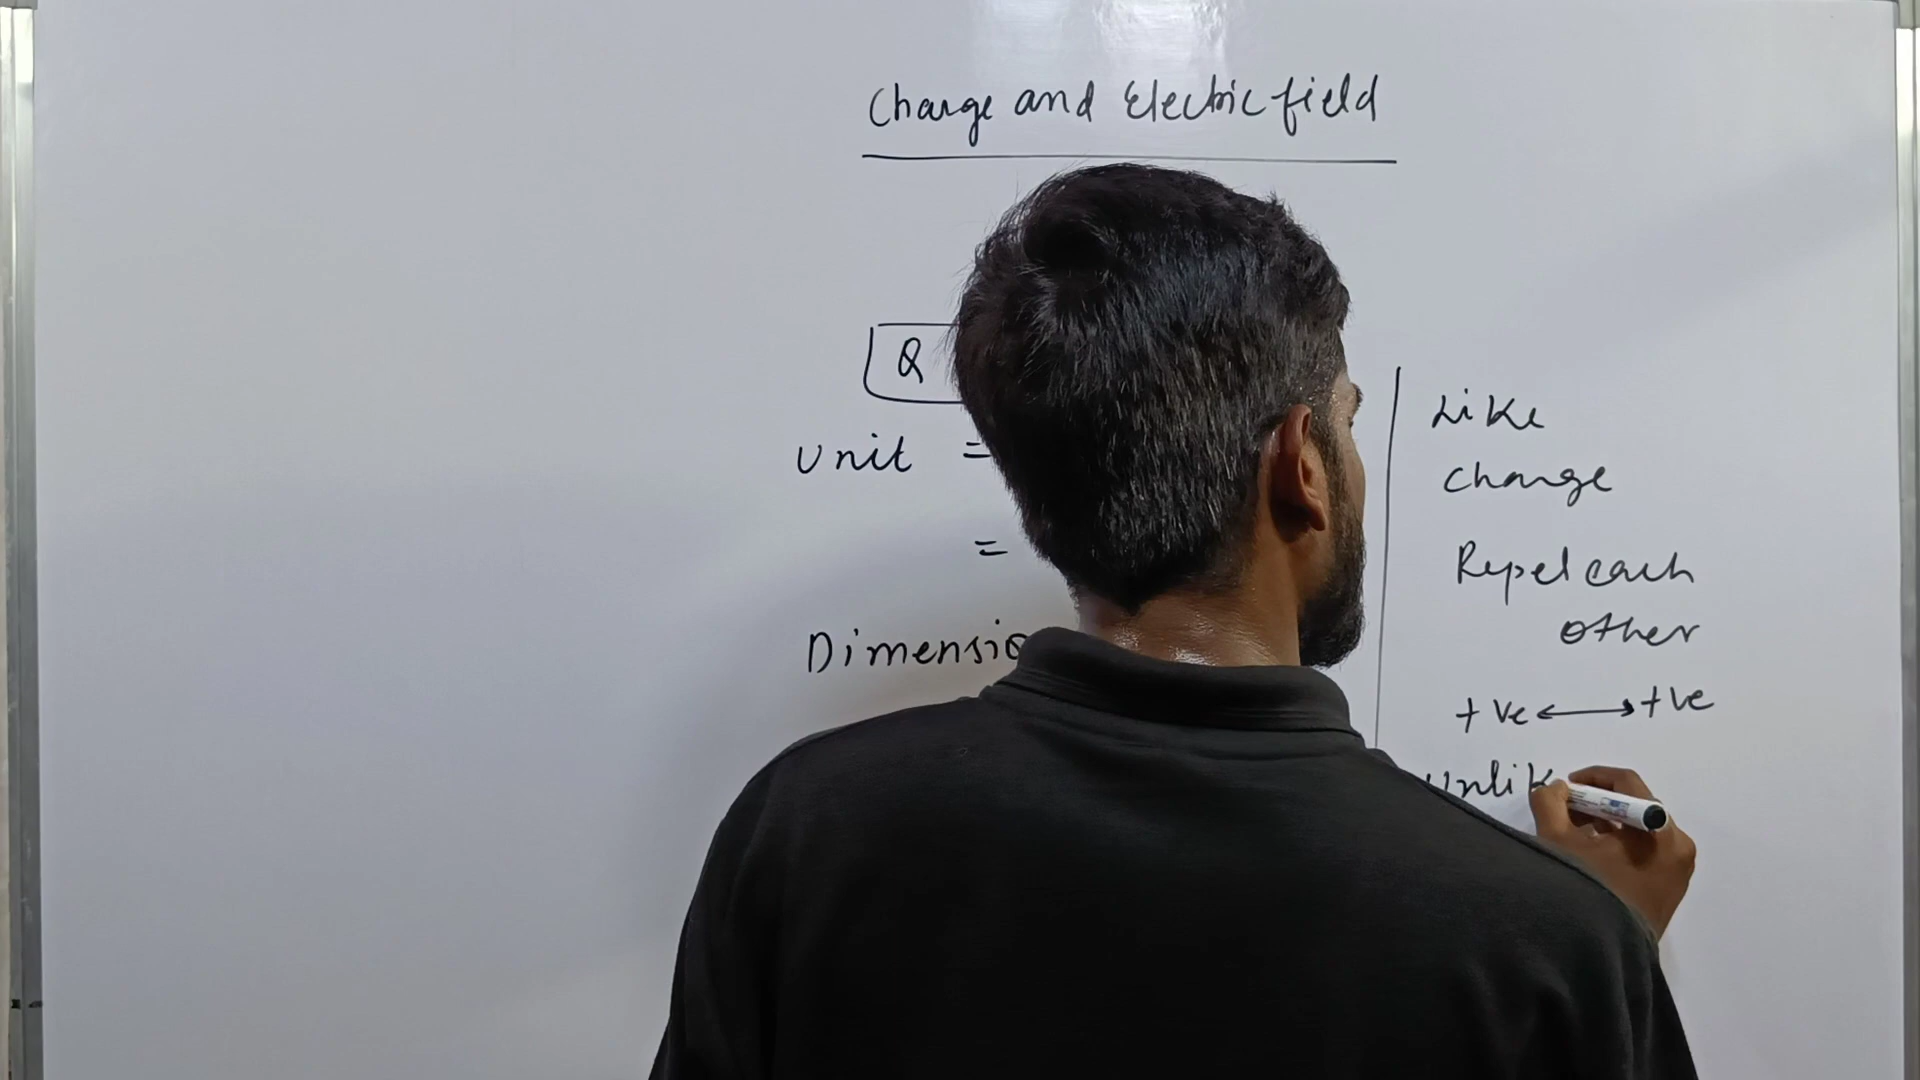 Charge and Electric field
Q
Unit =
=
Dimensio
Like
Charge
Repel each
other
+ve ⟷ +ve
Unlik